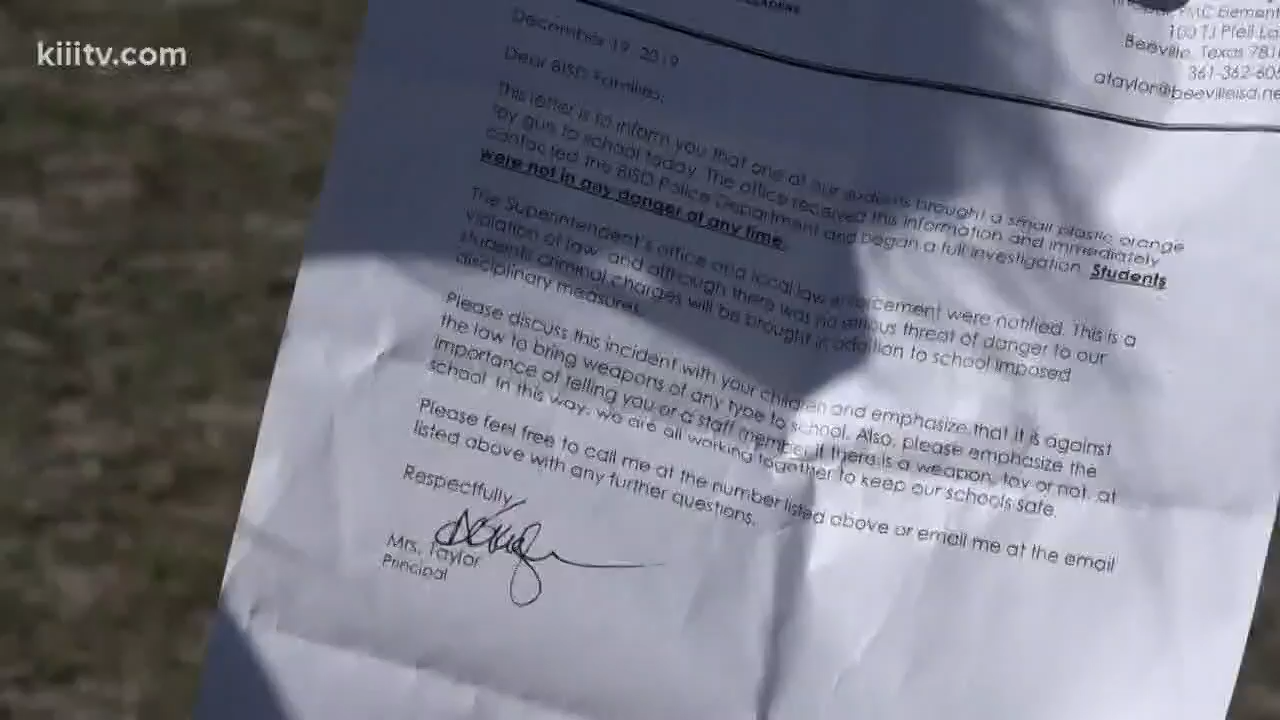 kiiitv.com
FMC Element
100 TJ Pfeil La
Beeville, Texas 781
361-362-605
ataylor@beevilleisd.ne
December 19, 2019
Dear BISD Families,
This letter is to inform you that one of our students brought a small plastic orange
toy gun to school today. The office received this information and immediately
contacted the BISD Police Department and began a full investigation. Students
were not in any danger at any time.
The Superintendent's office and local law enforcement were notified. This is a
violation of law, and although there was no serious threat of danger to our
students criminal charges will be brought in addition to school imposed
disciplinary measures.
Please discuss this incident with your children and emphasize that it is against
the law to bring weapons of any type to school. Also, please emphasize the
importance of telling you or a staff member if there is a weapon, toy or not, at
school. In this way, we are all working together to keep our schools safe.
Please feel free to call me at the number listed above or email me at the email
listed above with any further questions.
Respectfully,
Mrs. Taylor
Principal